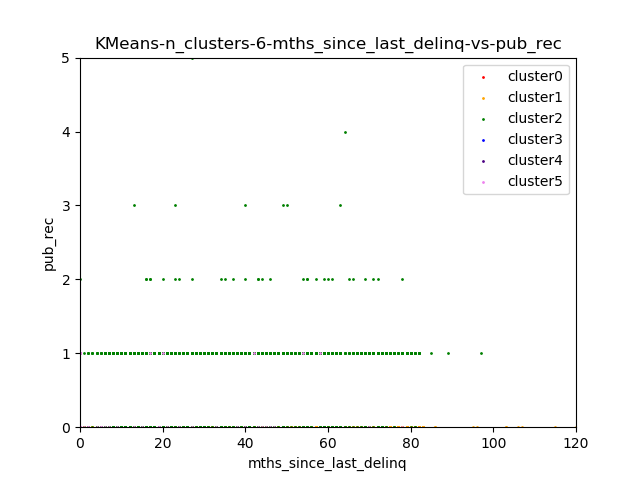 KMeans-n_clusters-6-mths_since_last_delinq-vs-pub_rec
5
4
3
2
1
0
pub_rec
cluster0
cluster1
cluster2
cluster3
cluster4
cluster5
0 20 40 60 80 100 120
mths_since_last_delinq